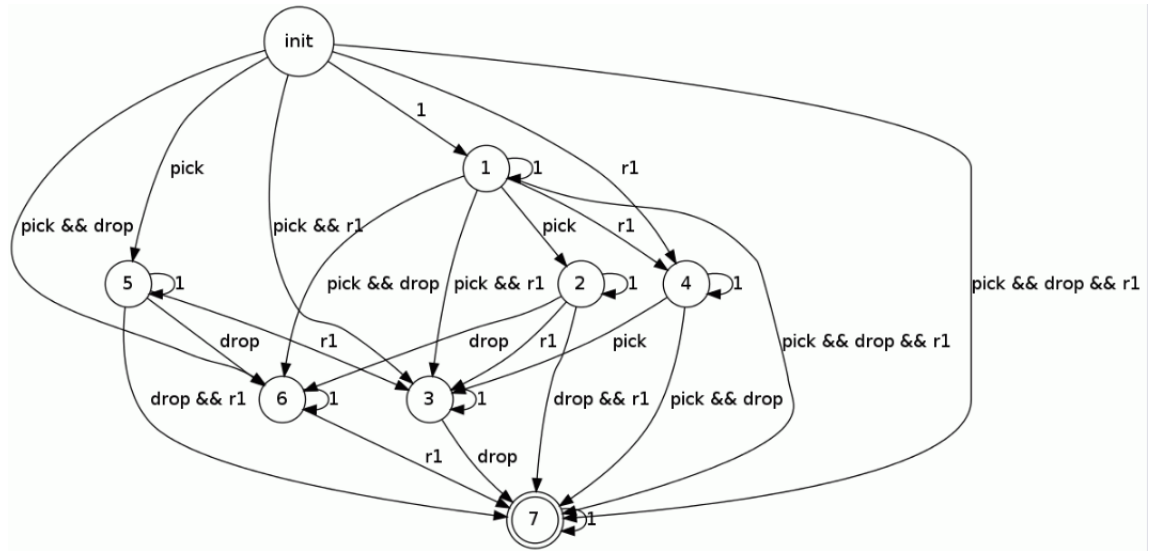 init
1
1
1
pick
r1
pick && drop
pick && r1
pick
r1
5
1
pick && drop
pick && r1
2
1
4
1
pick && drop && r1
drop
r1
drop
r1
pick
pick && drop && r1
6
1
3
1
drop && r1
drop && r1
pick && drop
r1
drop
7
1